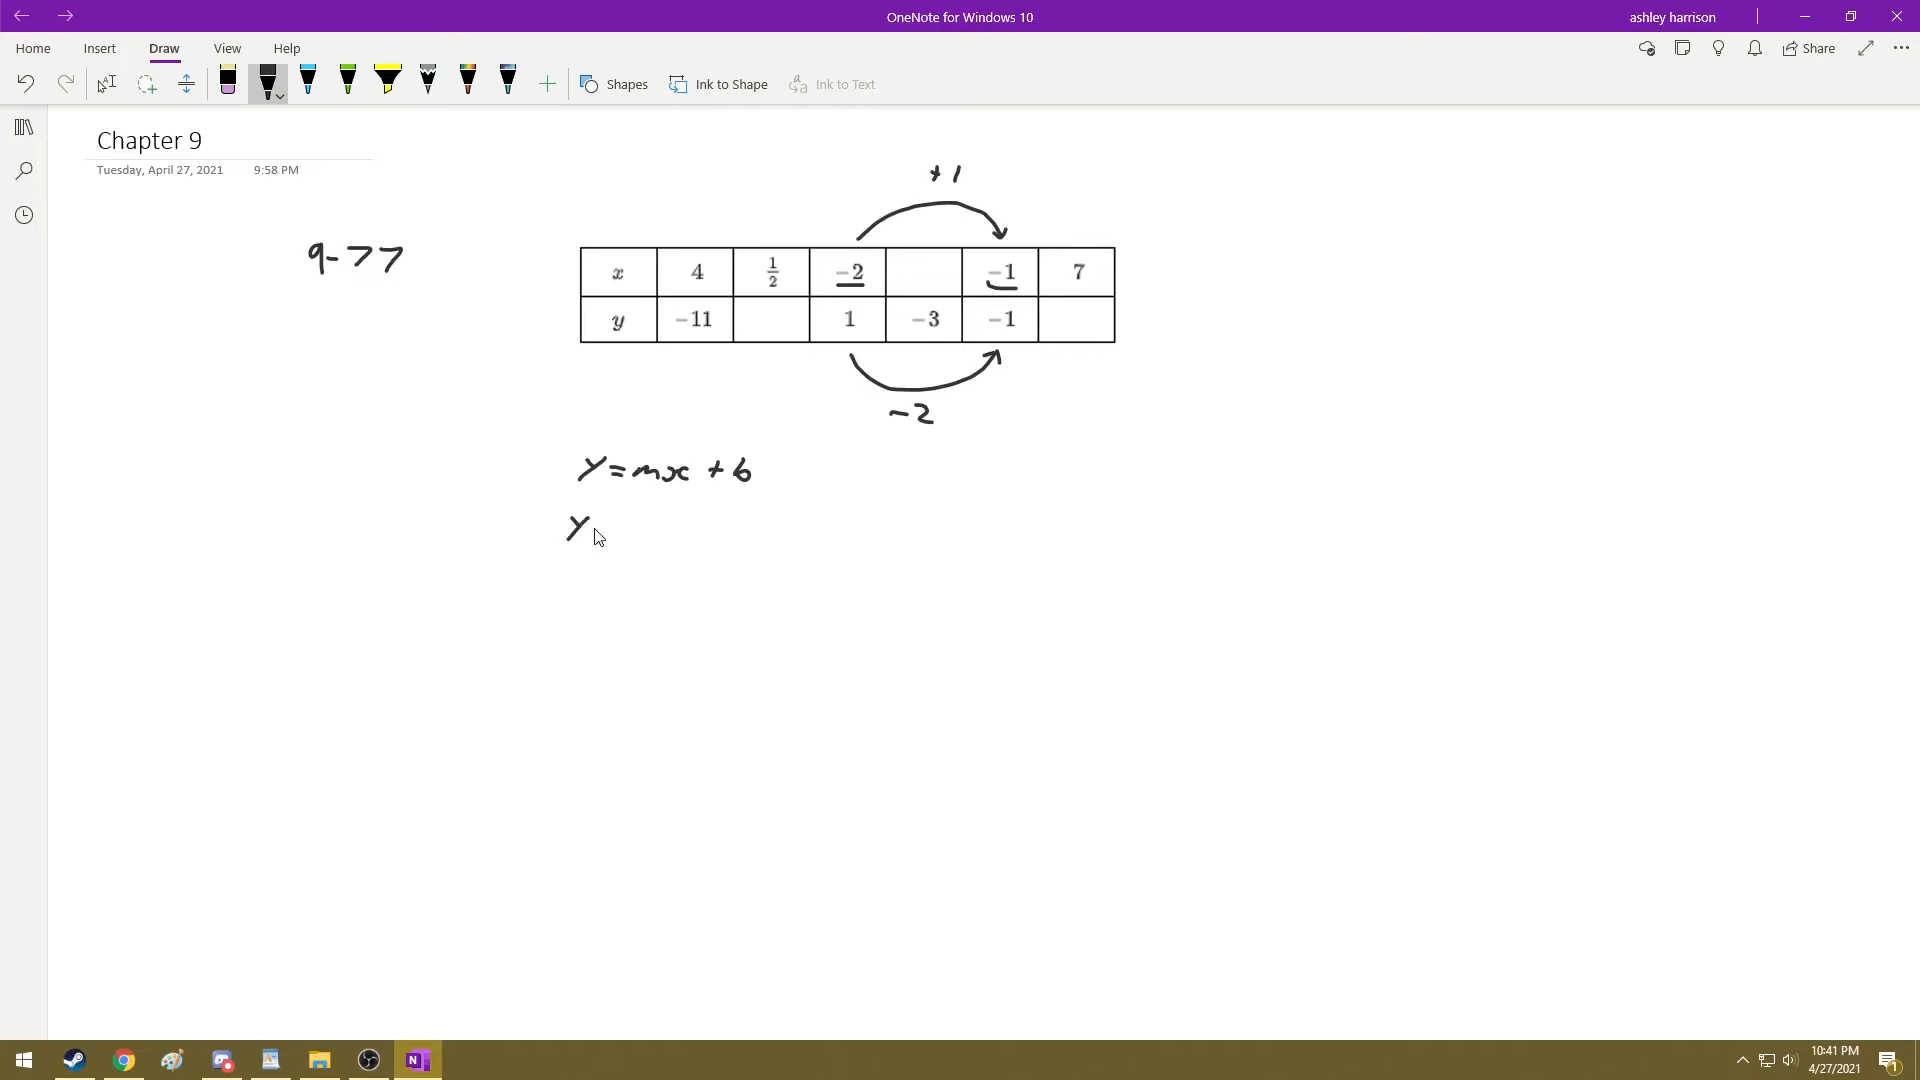 OneNote for Windows 10
ashley harrison
Home Insert Draw View Help
Share
Shapes Ink to Shape Ink to Text
Chapter 9
Tuesday, April 27, 2021 9:58 PM
+1
9-77
x 4 1/2 -2 -1 7
y -11 1 -3 -1
-2
y=mx+b
y
10:41 PM
4/27/2021
1